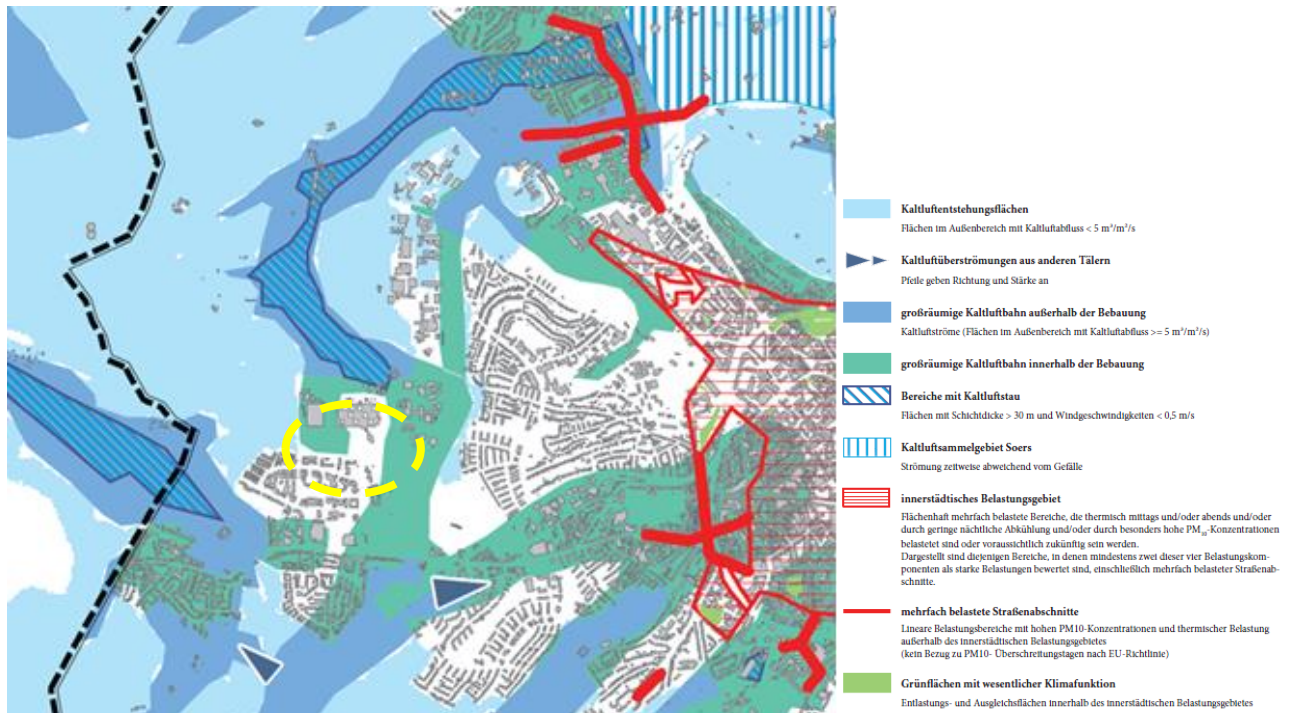 Kaltluftentstehungsflächen
Flächen im Außenbereich mit Kaltluftabfluss < 5 m³/m²/s
Kaltluftüberströmungen aus anderen Tälern
Pfeile geben Richtung und Stärke an
großräumige Kaltluftbahn außerhalb der Bebauung
Kaltluftströme (Flächen im Außenbereich mit Kaltluftabfluss >= 5 m³/m²/s)
großräumige Kaltluftbahn innerhalb der Bebauung
Bereiche mit Kaltluftstau
Flächen mit Schichtdicke > 30 m und Windgeschwindigkeiten < 0,5 m/s
Kaltluftsammelgebiet Soers
Strömung zeitweise abweichend vom Gefälle
innerstädtisches Belastungsgebiet
Flächenhaft mehrfach belastete Bereiche, die thermisch mittags und/oder abends und/oder
durch geringe nächtliche Abkühlung und/oder durch besonders hohe PM₁₀-Konzentrationen
belastetet sind oder voraussichtlich zukünftig sein werden.
Dargestellt sind diejenigen Bereiche, in denen mindestens zwei dieser vier Belastungskom-
ponenten als starke Belastungen bewertet sind, einschließlich mehrfach belasteter Straßenab-
schnitte.
mehrfach belastete Straßenabschnitte
Lineare Belastungsbereiche mit hohen PM10-Konzentrationen und thermischer Belastung
außerhalb des innerstädtischen Belastungsgebietes
(kein Bezug zu PM10- Überschreitungstagen nach EU-Richtlinie)
Grünflächen mit wesentlicher Klimafunktion
Entlastungs- und Ausgleichsflächen innerhalb des innerstädtischen Belastungsgebietes